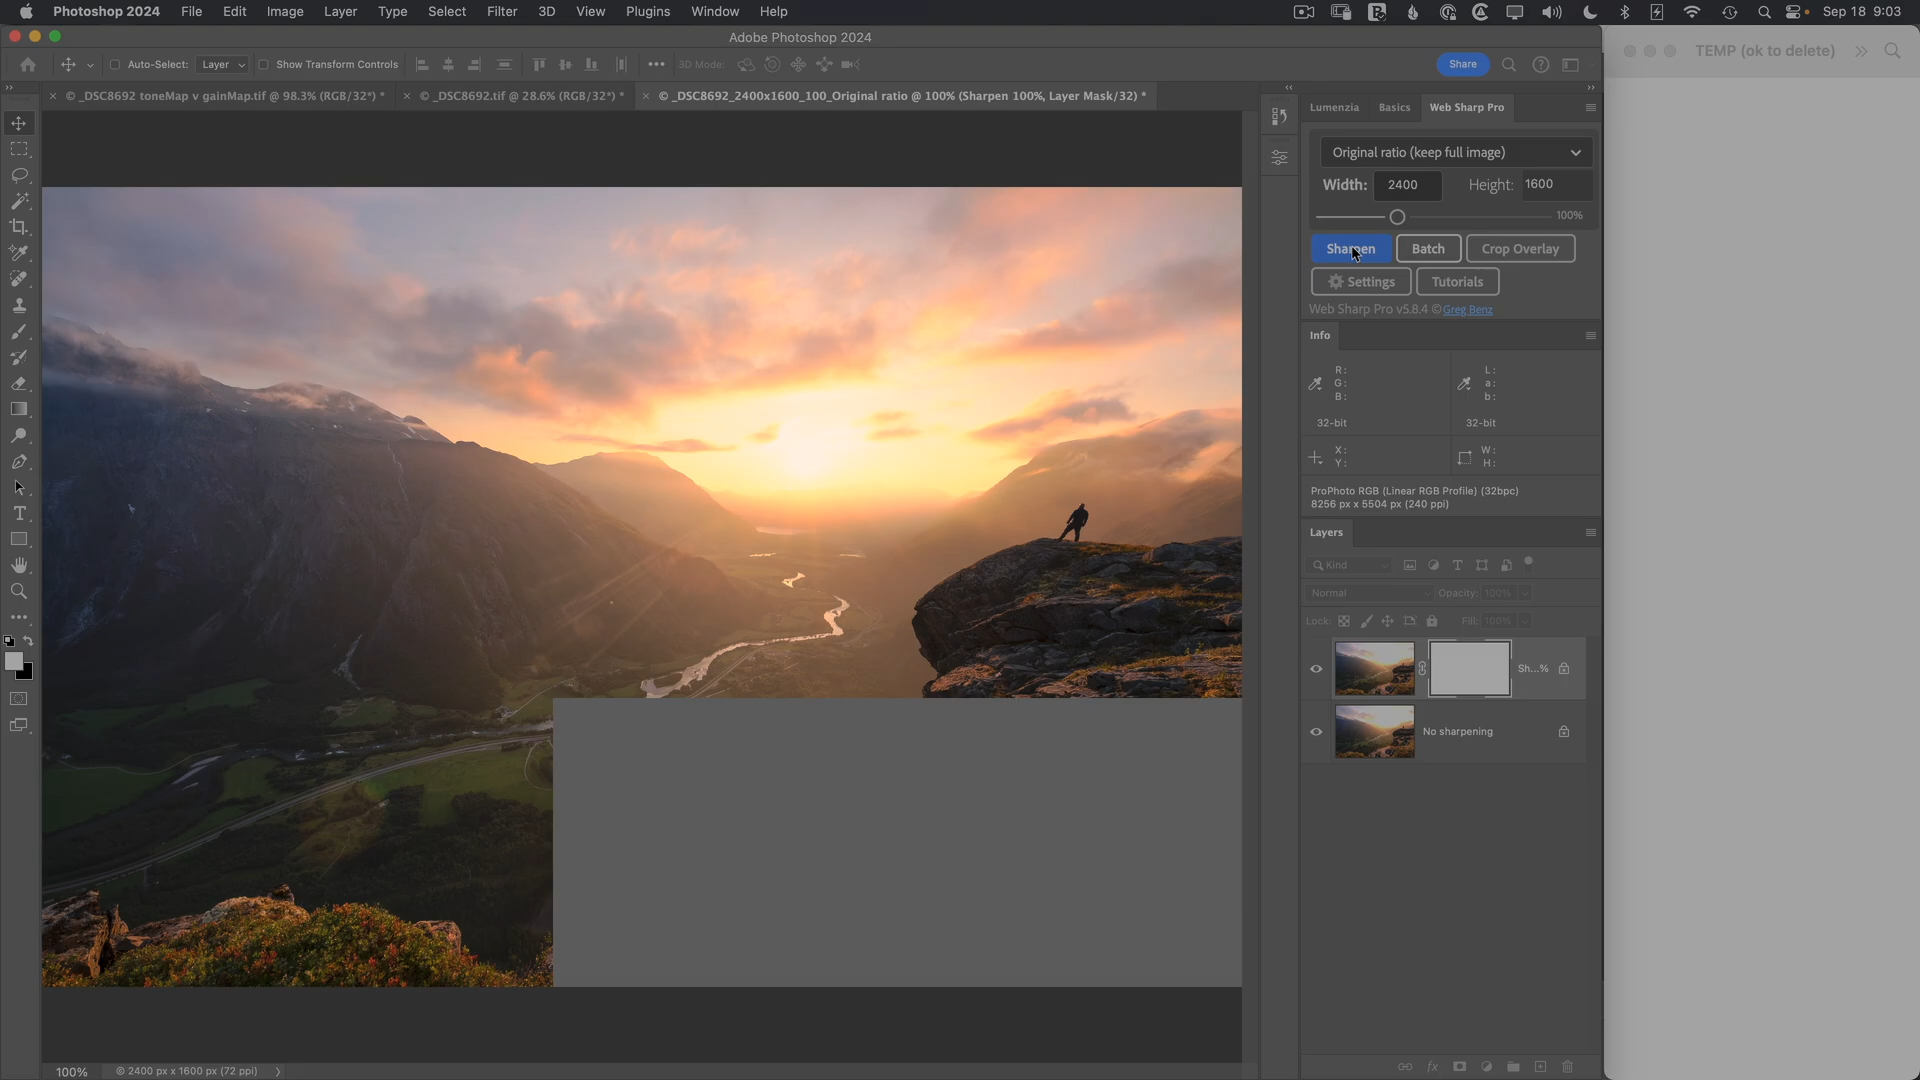 Photoshop 2024 File Edit Image Layer Type Select Filter 3D View Plugins Window Help Sep 18 9:03
Adobe Photoshop 2024
TEMP (ok to delete)
Auto-Select: Layer Show Transform Controls 3D Mode: Share
© _DSC8692 toneMap v gainMap.tif @ 98.3% (RGB/32*) *
© _DSC8692.tif @ 28.6% (RGB/32*) *
© _DSC8692_2400x1600_100_Original ratio @ 100% (Sharpen 100%, Layer Mask/32) *
Lumenzia Basics Web Sharp Pro
Original ratio (keep full image)
Width: 2400 Height: 1600
100%
Sharpen Batch Crop Overlay
Settings Tutorials
Web Sharp Pro v5.8.4 © Greg Benz
Info
R: L:
G: a:
B: b:
32-bit 32-bit
X: W:
Y: H:
ProPhoto RGB (Linear RGB Profile) (32bpc)
8256 px x 5504 px (240 ppi)
Layers
Kind
Normal Opacity: 100%
Lock: Fill: 100%
Sh...%
No sharpening
100% © 2400 px x 1600 px (72 ppi)